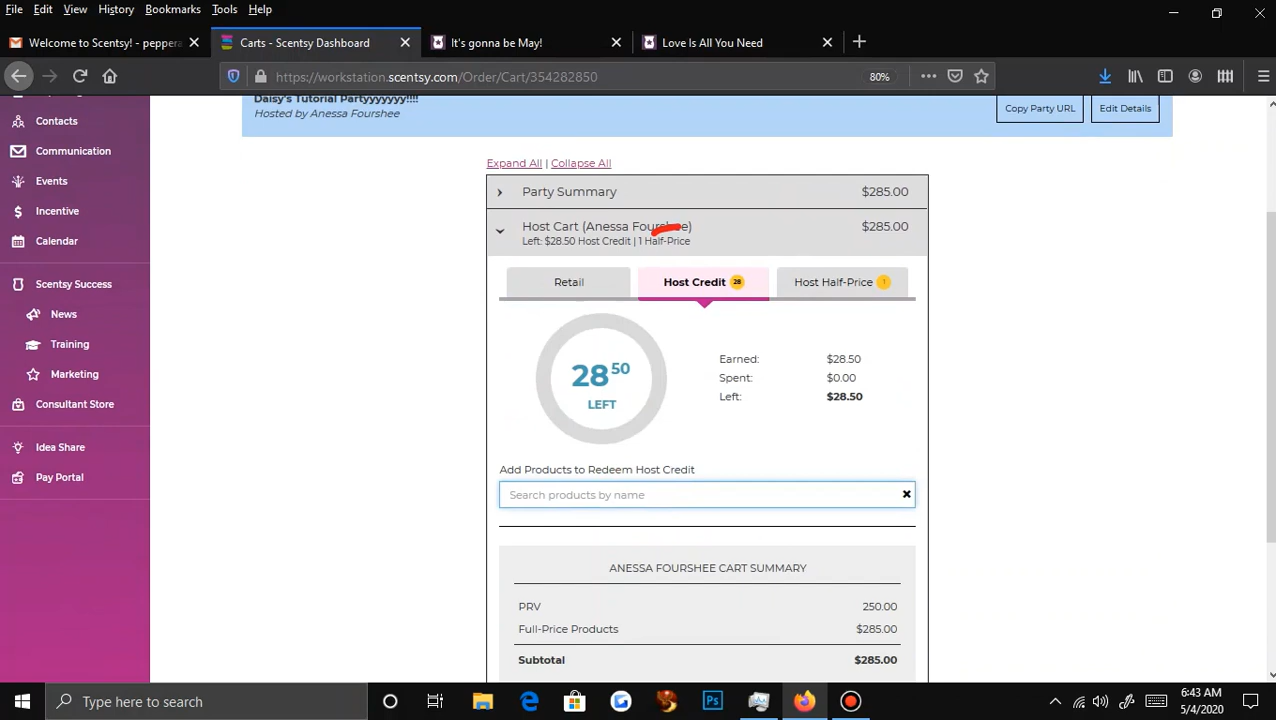 File Edit View History Bookmarks Tools Help
Welcome to Scentsy! - peppera
Carts - Scentsy Dashboard
It's gonna be May!
Love Is All You Need
https://workstation.scentsy.com/Order/Cart/354282850
80%
Contacts
Communication
Events
Incentive
Calendar
Scentsy Success
News
Training
Marketing
Consultant Store
Idea Share
Pay Portal
Daisy's Tutorial Partyyyyyyy!!!!
Hosted by Anessa Fourshee
Copy Party URL
Edit Details
Expand All | Collapse All
Party Summary $285.00
Host Cart (Anessa Fourshee) $285.00
Left: $28.50 Host Credit | 1 Half-Price
Retail
Host Credit 28
Host Half-Price 1
28 50
LEFT
Earned: $28.50
Spent: $0.00
Left: $28.50
Add Products to Redeem Host Credit
Search products by name
ANESSA FOURSHEE CART SUMMARY
PRV 250.00
Full-Price Products $285.00
Subtotal $285.00
Type here to search
Ps
6:43 AM
5/4/2020